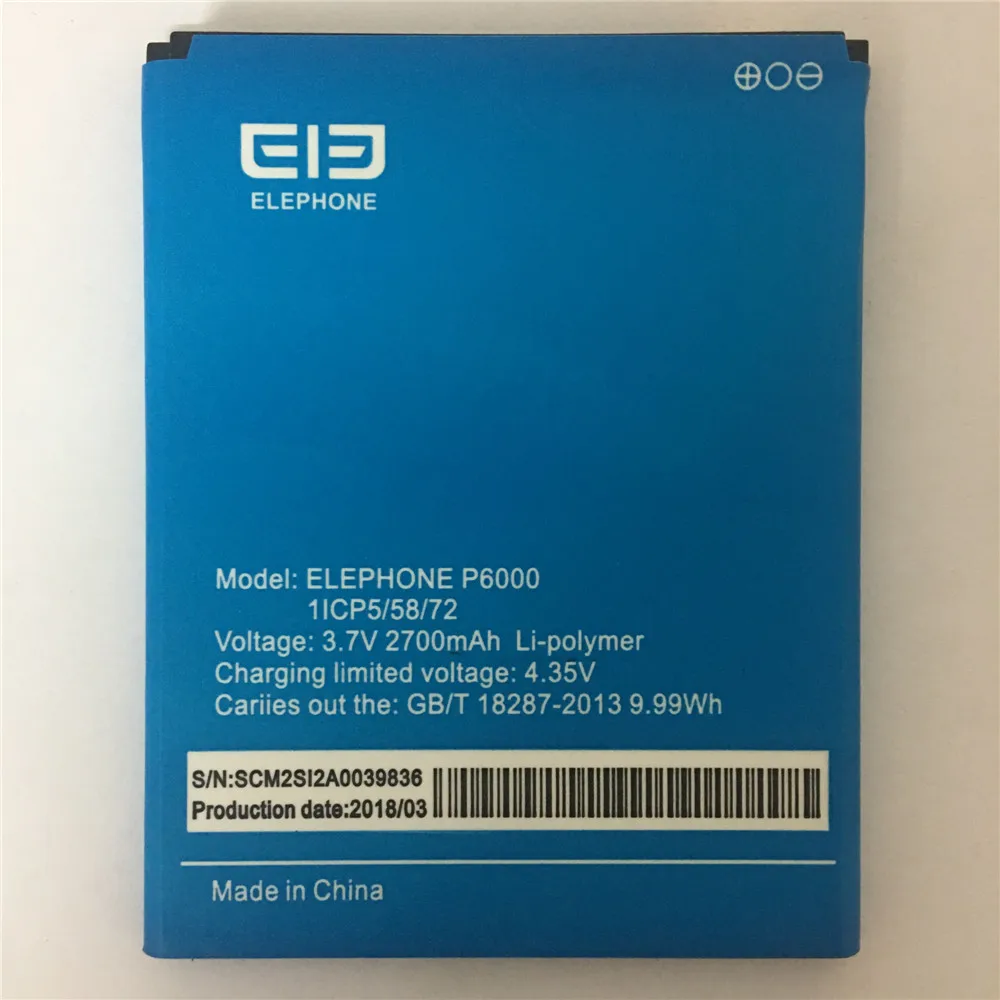 ⊕○⊖
ELE
ELEPHONE
Model: ELEPHONE P6000
1ICP5/58/72
Voltage: 3.7V 2700mAh Li-polymer
Charging limited voltage: 4.35V
Cariies out the: GB/T 18287-2013 9.99Wh
S/N:SCM2SI2A0039836
Production date:2018/03
Made in China